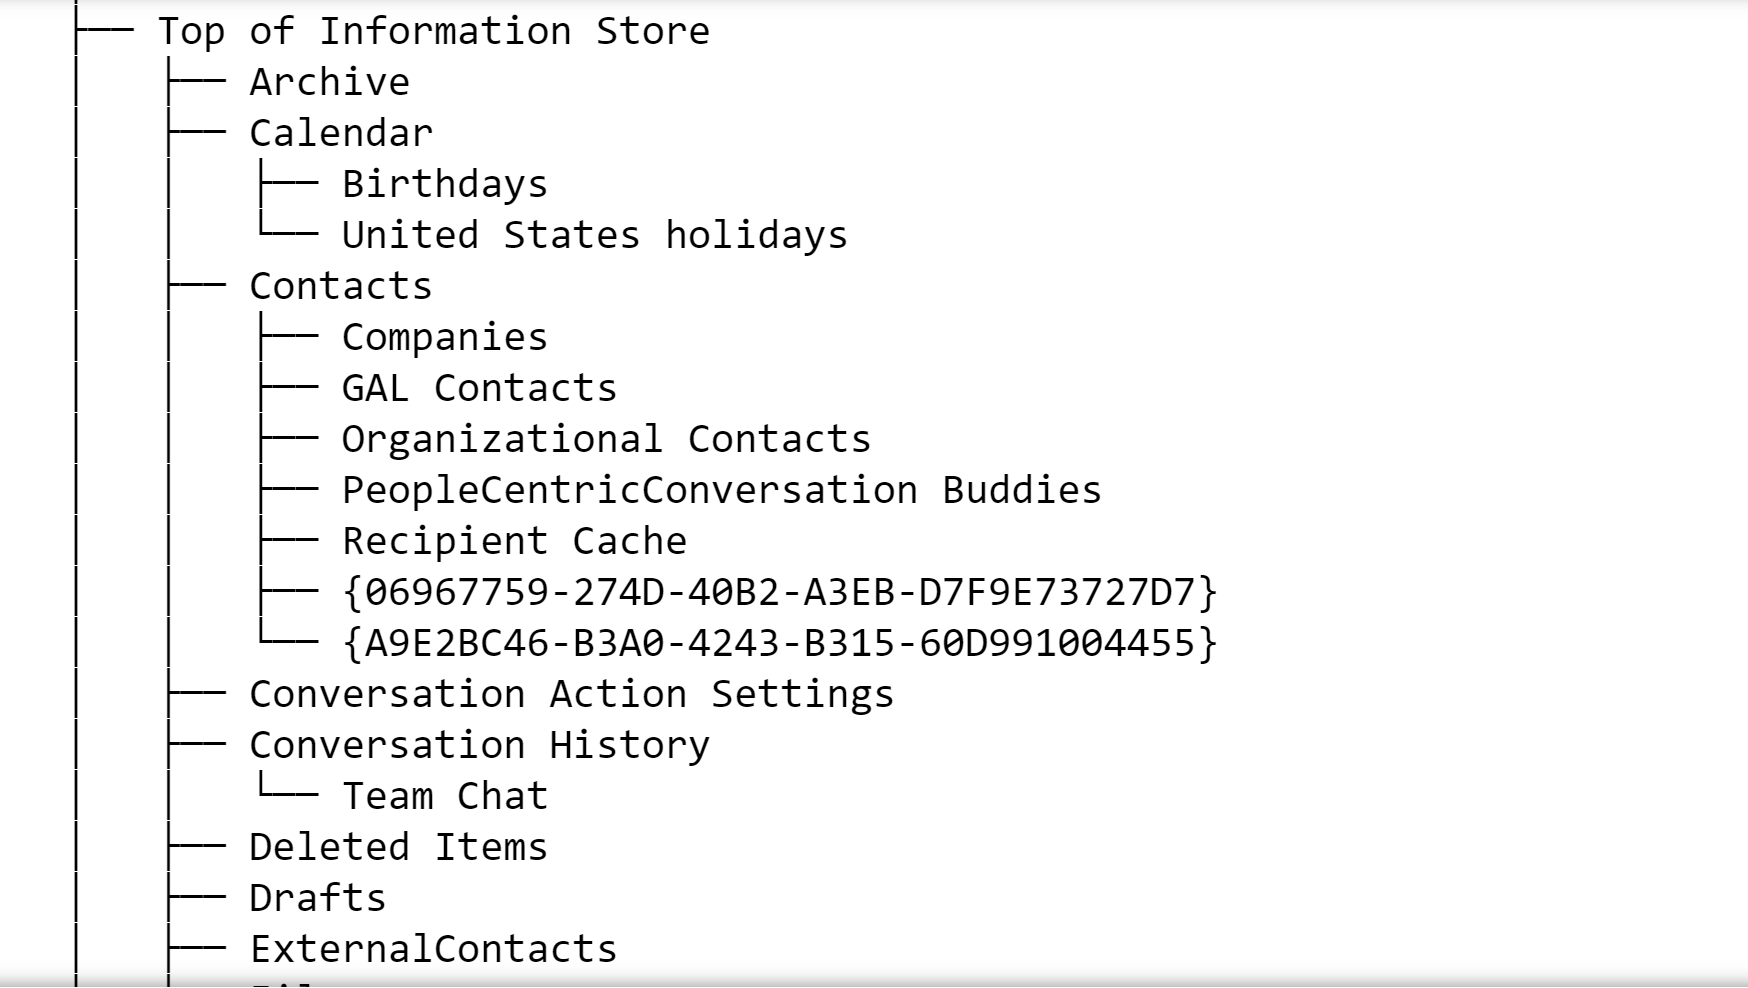 ├── Top of Information Store
│   ├── Archive
│   ├── Calendar
│   │   ├── Birthdays
│   │   └── United States holidays
│   ├── Contacts
│   │   ├── Companies
│   │   ├── GAL Contacts
│   │   ├── Organizational Contacts
│   │   ├── PeopleCentricConversation Buddies
│   │   ├── Recipient Cache
│   │   ├── {06967759-274D-40B2-A3EB-D7F9E73727D7}
│   │   └── {A9E2BC46-B3A0-4243-B315-60D991004455}
│   ├── Conversation Action Settings
│   ├── Conversation History
│   │   └── Team Chat
│   ├── Deleted Items
│   ├── Drafts
│   ├── ExternalContacts